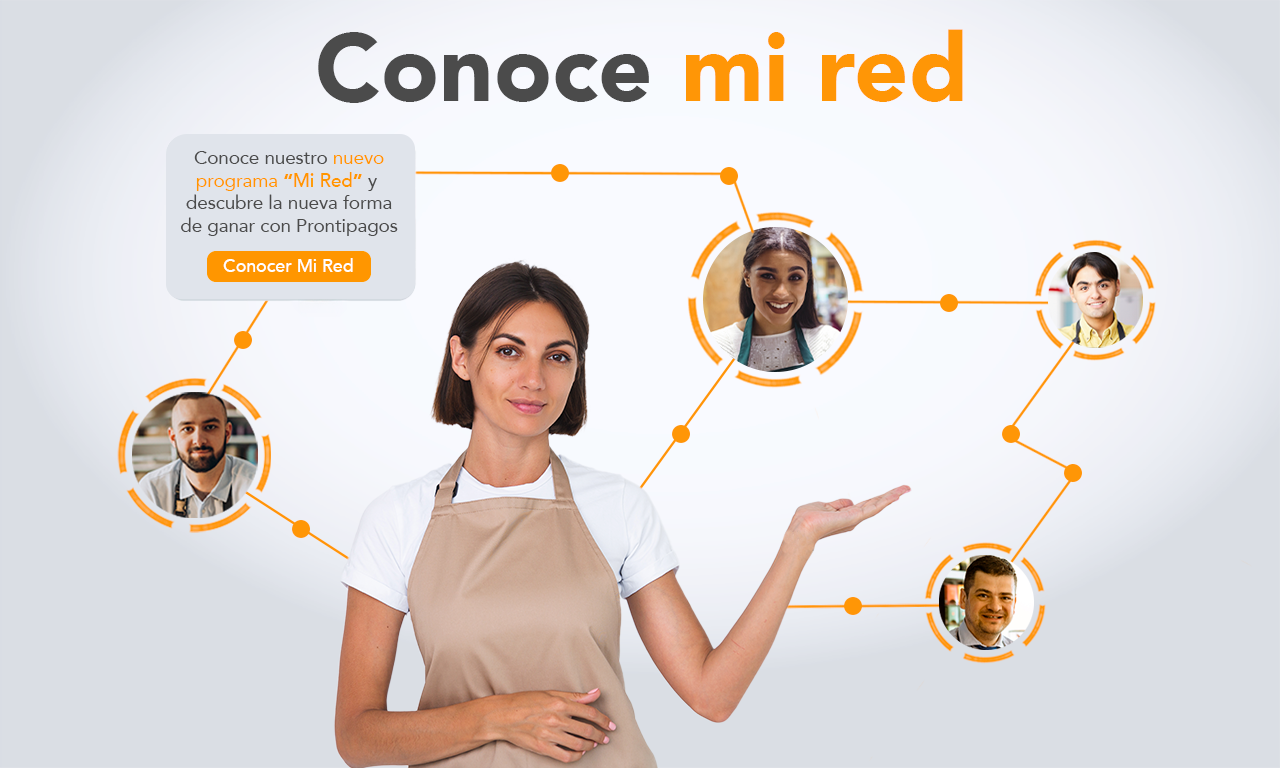 Conoce mi red
Conoce nuestro nuevo
programa “Mi Red” y
descubre la nueva forma
de ganar con Prontipagos
Conocer Mi Red